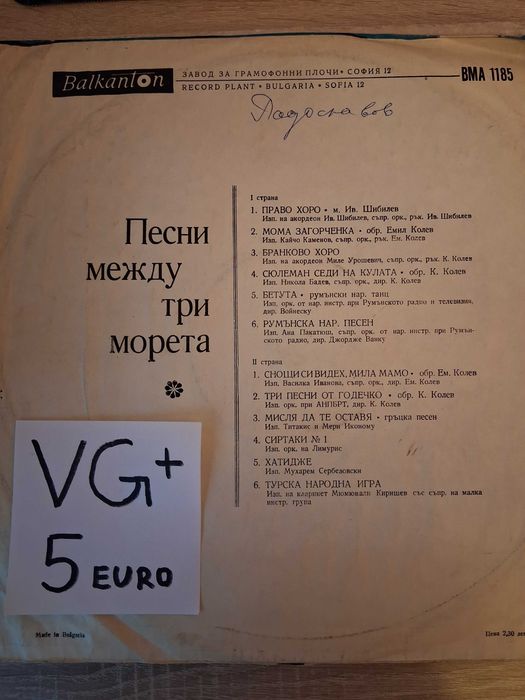 Balkanton
ЗАВОД ЗА ГРАМОФОННИ ПЛОЧИ • СОФИЯ 12
RECORD PLANT • BULGARIA • SOFIA 12
ВМА 1185
Радославов
Песни
между
три
морета
I страна
1. ПРАВО ХОРО • м. Ив. Шибилев
Изп. на акордеон Ив. Шибилев, съпр. орк., рък. Ив. Шибилев
2. МОМА ЗАГОРЧЕНКА • обр. Емил Колев
Изп. Кайчо Каменов, съпр. орк., рък. Ем. Колев
3. БРАНКОВО ХОРО
Изп. на акордеон Миле Урошевич, съпр. орк., рък. К. Колев
4. СЮЛЕМАН СЕДИ НА КУЛАТА • обр. К. Колев
Изп. Никола Бадев, съпр. орк., дир. К. Колев
5. БЕТУТА • румънски нар. танц
Изп. орк. от нар. инстр. при Румънското радио и телевизия,
дир. Войнеску
6. РУМЪНСКА НАР. ПЕСЕН
Изп. Ана Пакатюш, съпр. орк. от нар. инстр. при Румън-
ското радио, дир. Джордже Ванку
II страна
1. СНОЩИ СИ ВИДЕХ, МИЛА МАМО • обр. Ем. Колев
Изп. Василка Иванова, съпр. орк., дир. Ем. Колев
2. ТРИ ПЕСНИ ОТ ГОДЕЧКО • обр. К. Колев
Изп. орк. при АНПБРТ, дир. К. Колев
3. МИСЛЯ ДА ТЕ ОСТАВЯ • гръцка песен
Изп. Титакис и Мери Иконому
4. СИРТАКИ № 1
Изп. орк. на Лимурис
5. ХАТИДЖЕ
Изп. Мухарем Сербедовски
6. ТУРСКА НАРОДНА ИГРА
Изп. на кларнет Мюмювали Киришев със съпр. на малка
инстр. група
VG+
5 EURO
Made in Bulgaria
Цена 2,30 лв